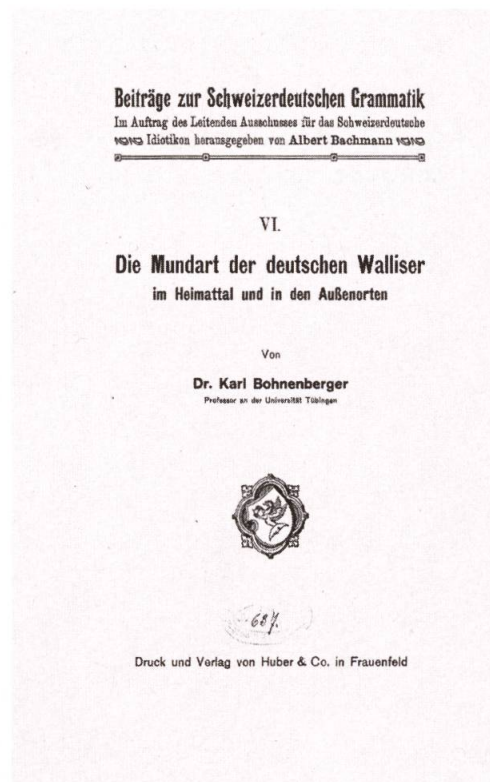 Beiträge zur Schweizerdeutschen Grammatik
Im Auftrag des Leitenden Ausschusses für das Schweizerdeutsche
Idiotikon herausgegeben von Albert Bachmann
VI.
Die Mundart der deutschen Walliser
im Heimattal und in den Außenorten
Von
Dr. Karl Bohnenberger
Professor an der Universität Tübingen
637.
Druck und Verlag von Huber & Co. in Frauenfeld